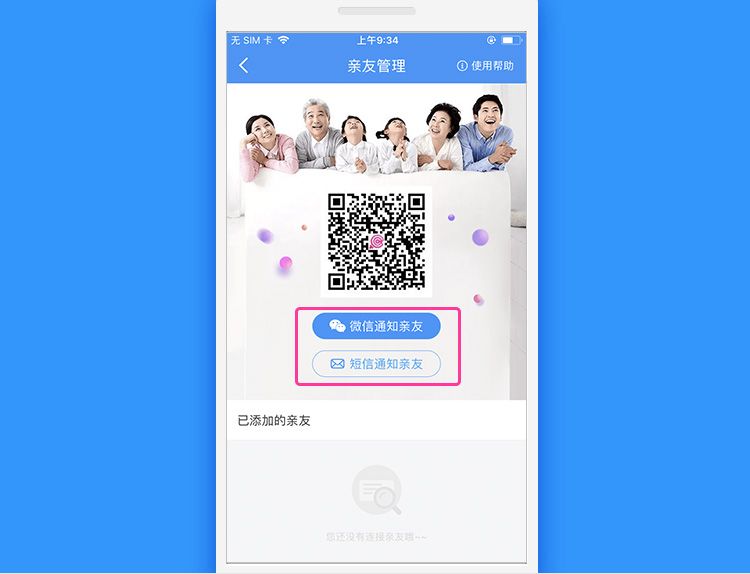 无 SIM 卡
上午9:34
亲友管理
使用帮助
微信通知亲友
短信通知亲友
已添加的亲友
您还没有连接亲友哦~~